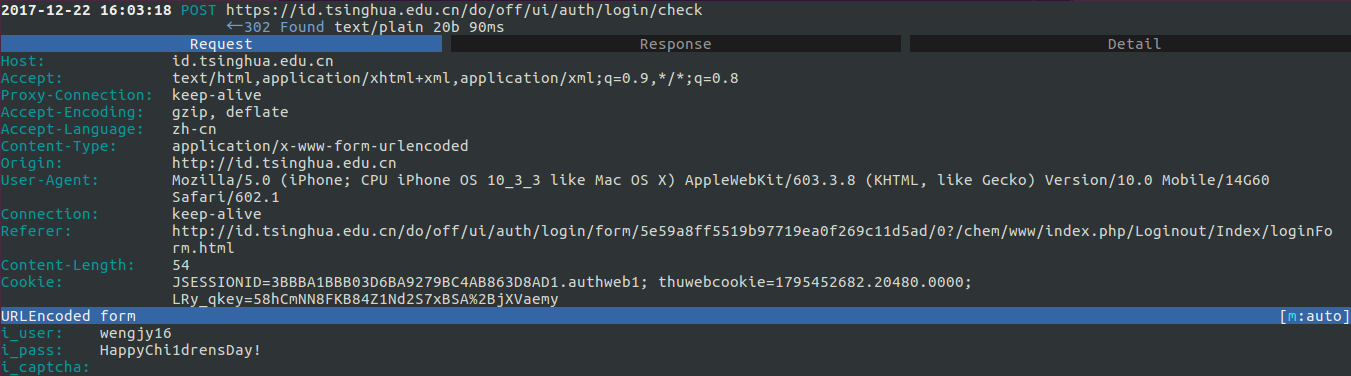 2017-12-22 16:03:18 POST https://id.tsinghua.edu.cn/do/off/ui/auth/login/check
←302 Found text/plain 20b 90ms
Request Response Detail
Host: id.tsinghua.edu.cn
Accept: text/html,application/xhtml+xml,application/xml;q=0.9,*/*;q=0.8
Proxy-Connection: keep-alive
Accept-Encoding: gzip, deflate
Accept-Language: zh-cn
Content-Type: application/x-www-form-urlencoded
Origin: http://id.tsinghua.edu.cn
User-Agent: Mozilla/5.0 (iPhone; CPU iPhone OS 10_3_3 like Mac OS X) AppleWebKit/603.3.8 (KHTML, like Gecko) Version/10.0 Mobile/14G60
Safari/602.1
Connection: keep-alive
Referer: http://id.tsinghua.edu.cn/do/off/ui/auth/login/form/5e59a8ff5519b97719ea0f269c11d5ad/0?/chem/www/index.php/Loginout/Index/loginFo
rm.html
Content-Length: 54
Cookie: JSESSIONID=3BBBA1BBB03D6BA9279BC4AB863D8AD1.authweb1; thuwebcookie=1795452682.20480.0000;
LRy_qkey=58hCmNN8FKB84Z1Nd2S7xBSA%2BjXVaemy
URLEncoded form [m:auto]
i_user: wengjy16
i_pass: HappyChi1drensDay!
i_captcha: